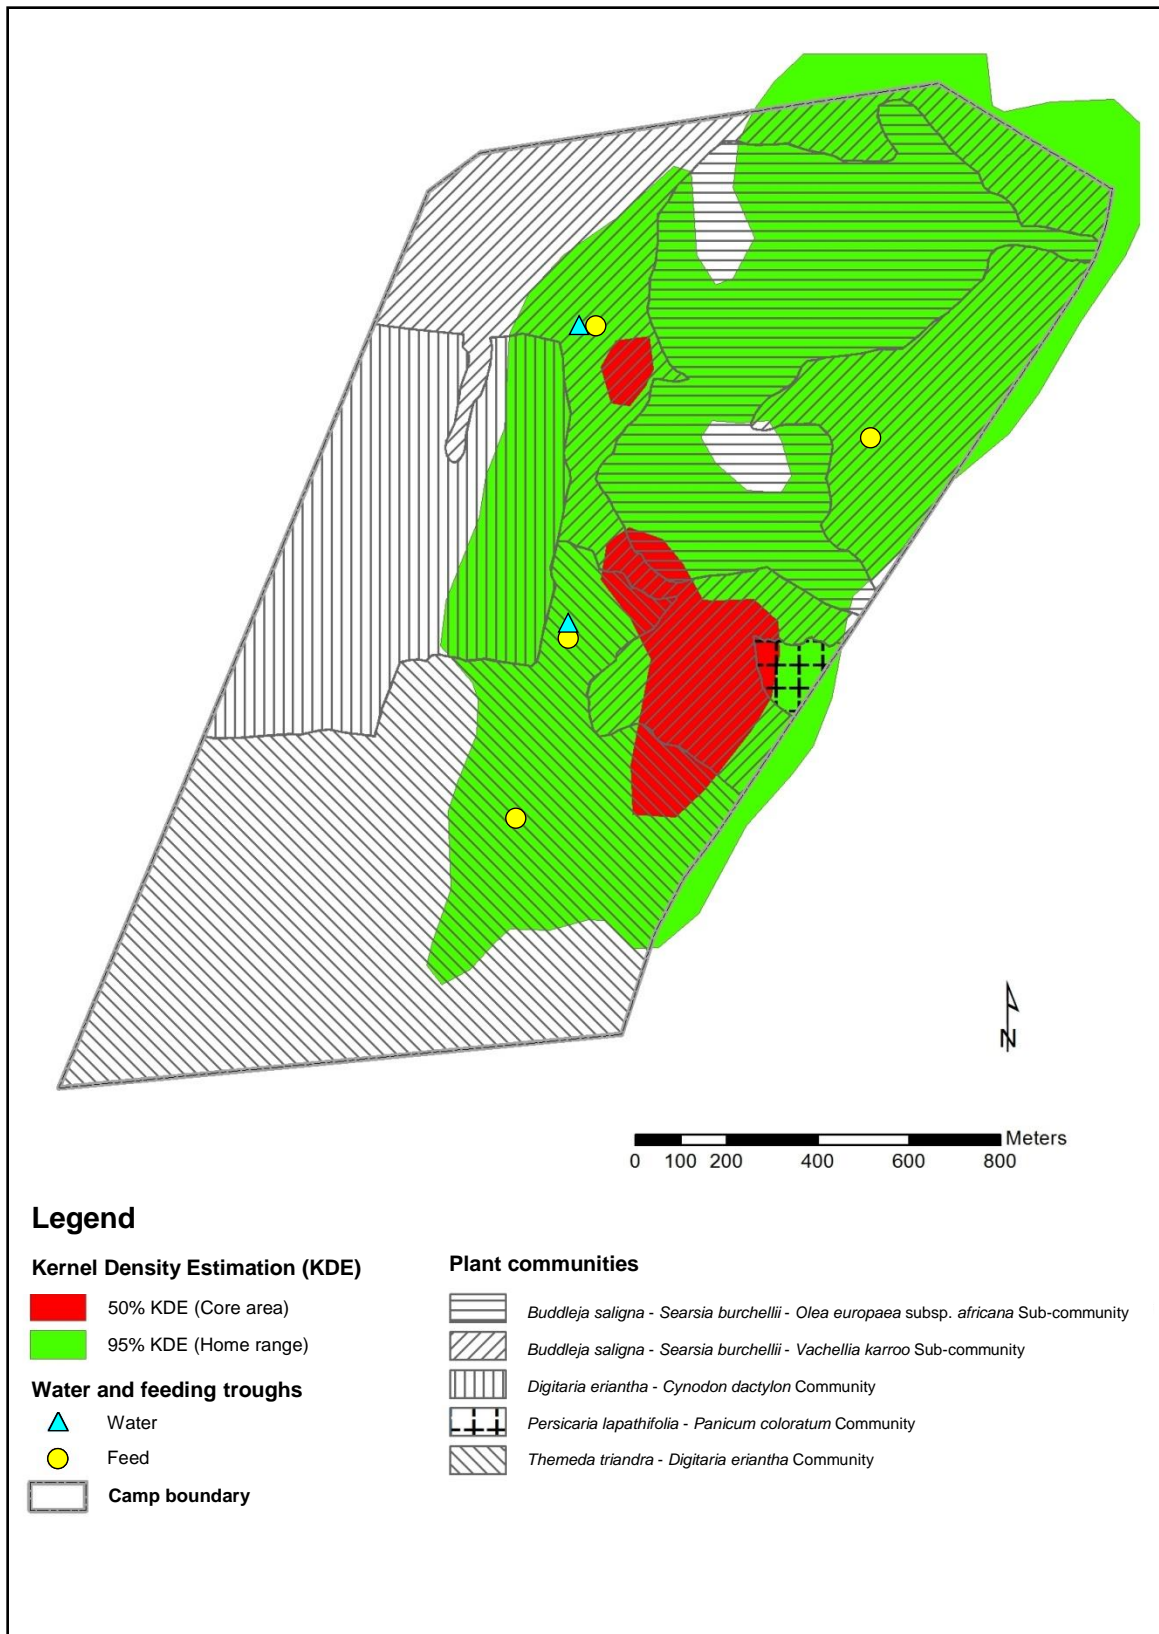 N
Meters
0 100 200 400 600 800
Legend
Kernel Density Estimation (KDE)
50% KDE (Core area)
95% KDE (Home range)
Water and feeding troughs
Water
Feed
Camp boundary
Plant communities
Buddleja saligna - Searsia burchellii - Olea europaea subsp. africana Sub-community
Buddleja saligna - Searsia burchellii - Vachellia karroo Sub-community
Digitaria eriantha - Cynodon dactylon Community
Persicaria lapathifolia - Panicum coloratum Community
Themeda triandra - Digitaria eriantha Community